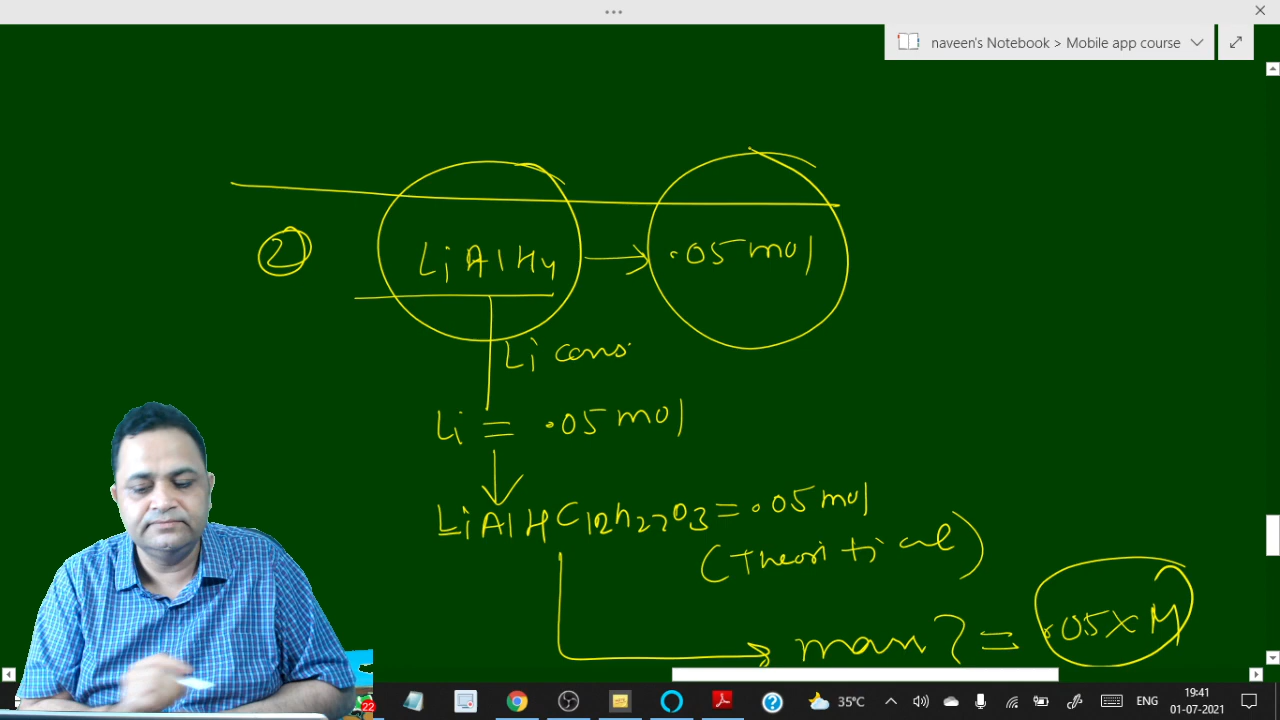 naveen's Notebook > Mobile app course
2
LiAlH4 → .05 mol
Li cons.
Li = .05 mol
LiAlHC12H27O3 = .05 mol
(Theoritical)
mass? = .05 x M
22
35°C
ENG
19:41
01-07-2021